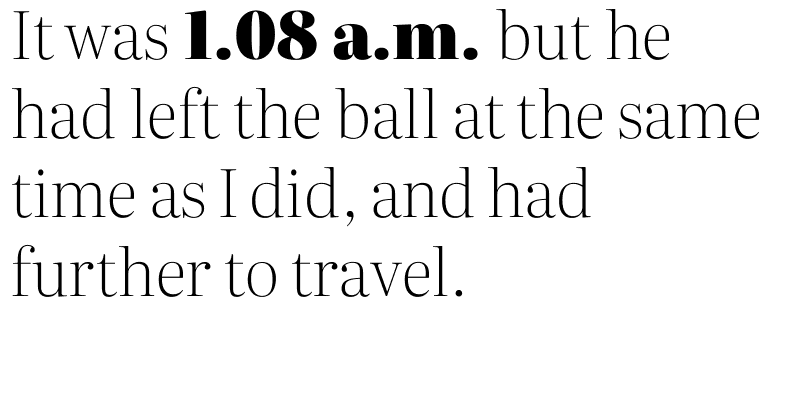 It was 1.08 a.m. but he
had left the ball at the same
time as I did, and had
further to travel.